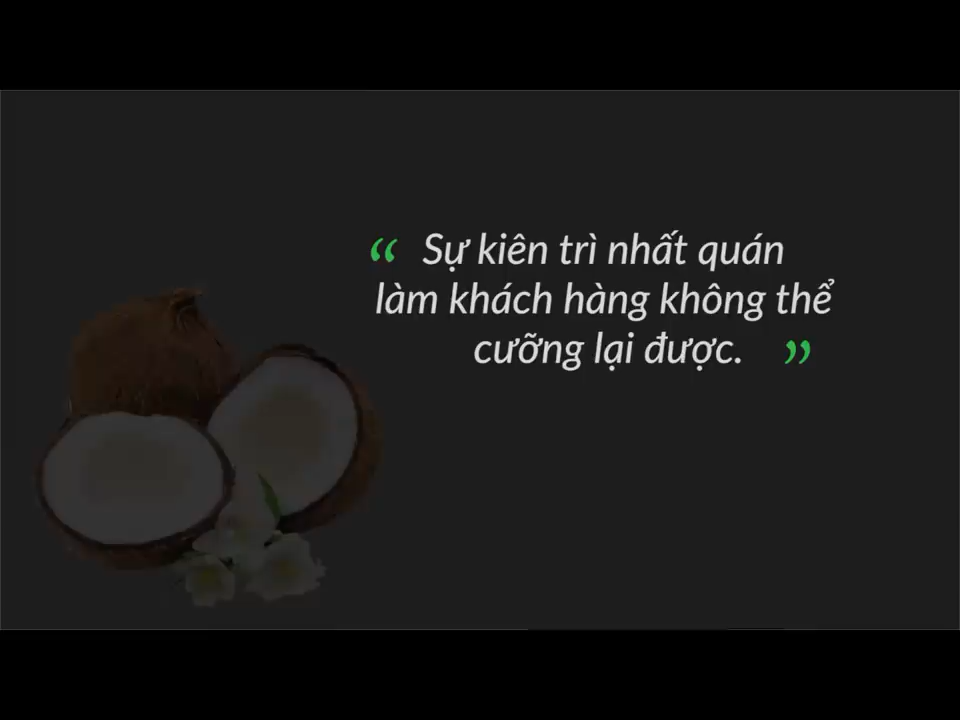 “ Sự kiên trì nhất quán
làm khách hàng không thể
cưỡng lại được. ”